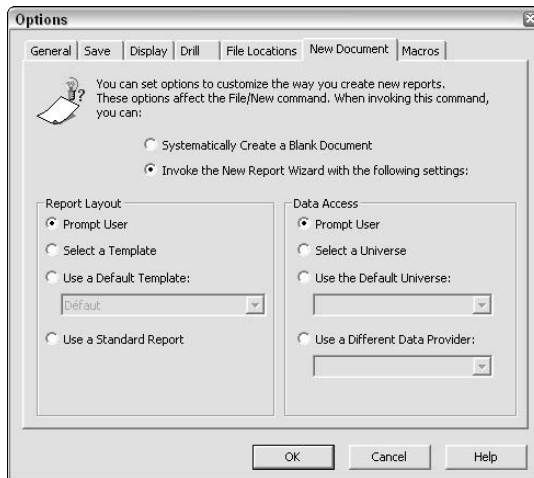 Options
General Save Display Drill File Locations New Document Macros
You can set options to customize the way you create new reports.
These options affect the File/New command. When invoking this command,
you can:
Systematically Create a Blank Document
Invoke the New Report Wizard with the following settings:
Report Layout
Prompt User
Select a Template
Use a Default Template:
Défaut
Use a Standard Report
Data Access
Prompt User
Select a Universe
Use the Default Universe:
Use a Different Data Provider:
OK Cancel Help